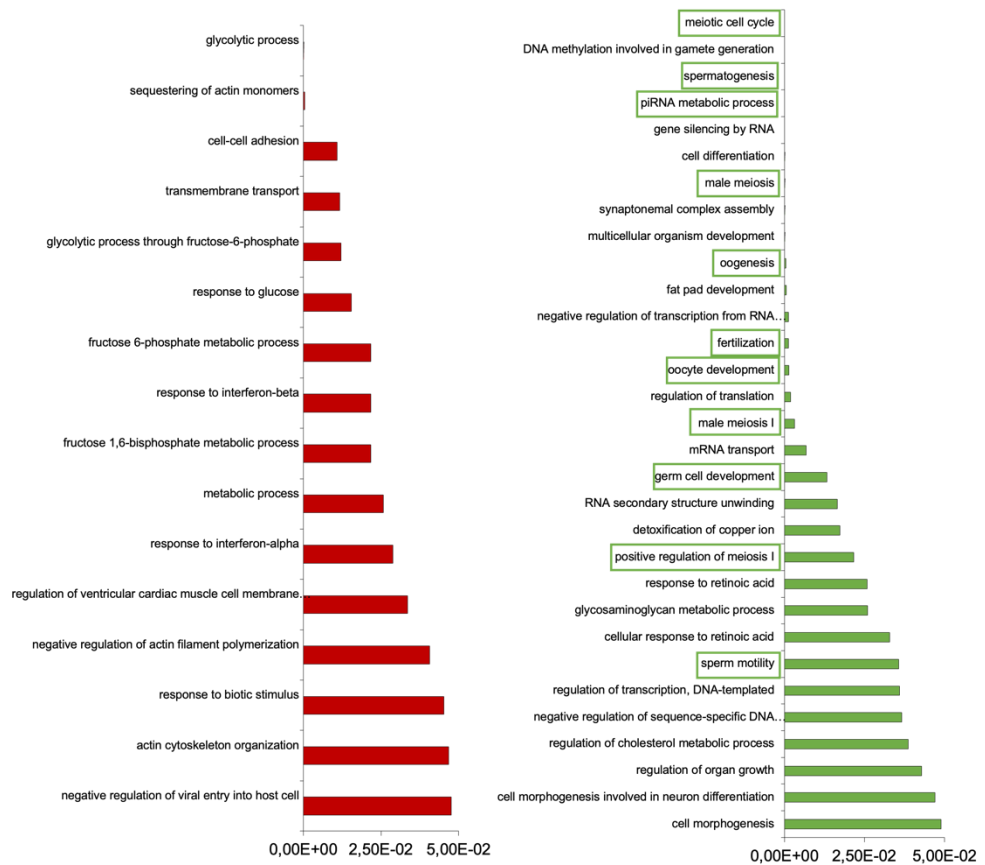 glycolytic process
sequestering of actin monomers
cell-cell adhesion
transmembrane transport
glycolytic process through fructose-6-phosphate
response to glucose
fructose 6-phosphate metabolic process
response to interferon-beta
fructose 1,6-bisphosphate metabolic process
metabolic process
response to interferon-alpha
regulation of ventricular cardiac muscle cell membrane...
negative regulation of actin filament polymerization
response to biotic stimulus
actin cytoskeleton organization
negative regulation of viral entry into host cell
0,00E+00 2,50E-02 5,00E-02
meiotic cell cycle
DNA methylation involved in gamete generation
spermatogenesis
piRNA metabolic process
gene silencing by RNA
cell differentiation
male meiosis
synaptonemal complex assembly
multicellular organism development
oogenesis
fat pad development
negative regulation of transcription from RNA...
fertilization
oocyte development
regulation of translation
male meiosis I
mRNA transport
germ cell development
RNA secondary structure unwinding
detoxification of copper ion
positive regulation of meiosis I
response to retinoic acid
glycosaminoglycan metabolic process
cellular response to retinoic acid
sperm motility
regulation of transcription, DNA-templated
negative regulation of sequence-specific DNA...
regulation of cholesterol metabolic process
regulation of organ growth
cell morphogenesis involved in neuron differentiation
cell morphogenesis
0,00E+00 2,50E-02 5,00E-02